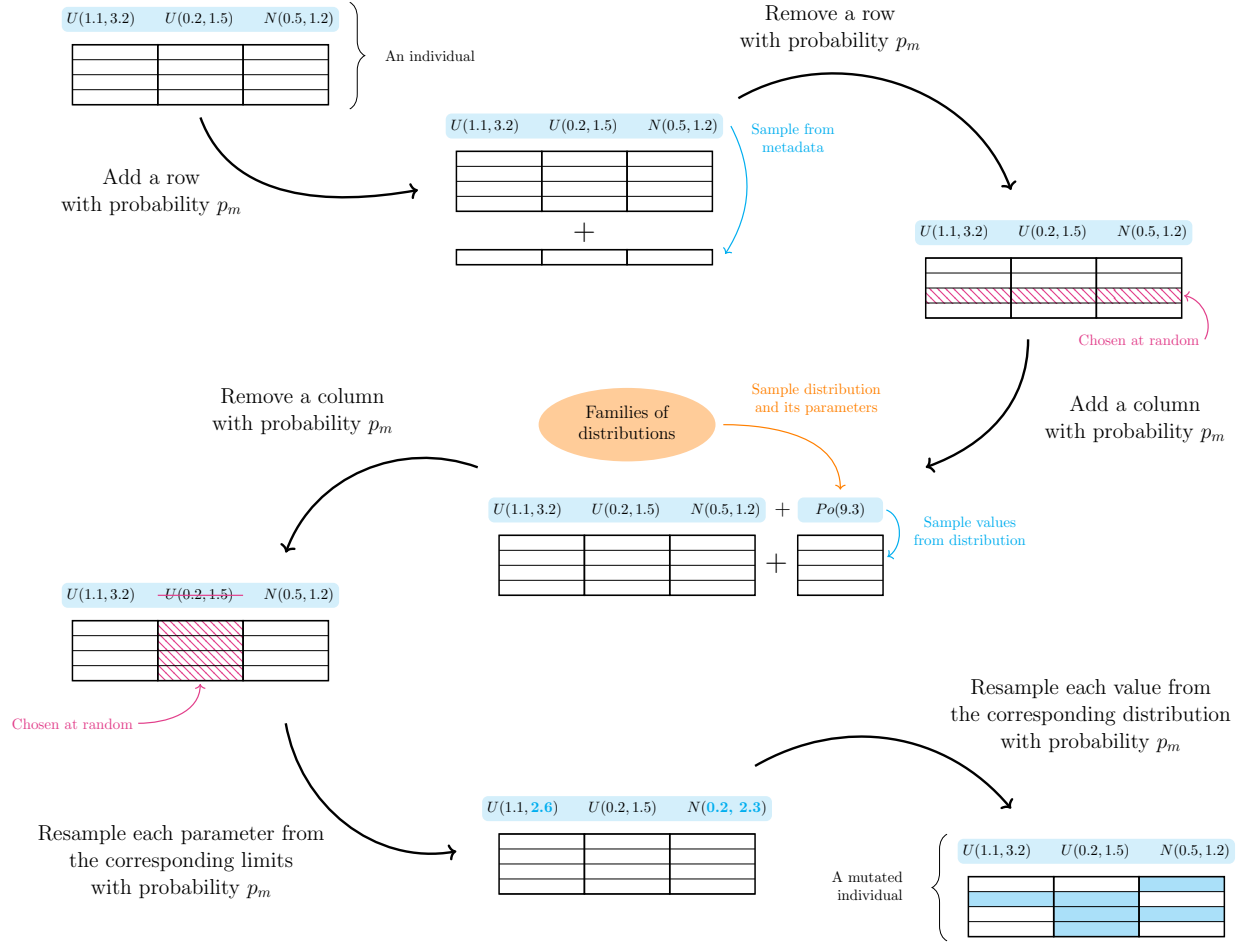 U(1.1, 3.2) U(0.2, 1.5) N(0.5, 1.2)
An individual
Add a row
with probability p_m
Remove a row
with probability p_m
U(1.1, 3.2) U(0.2, 1.5) N(0.5, 1.2)
Sample from
metadata
+
U(1.1, 3.2) U(0.2, 1.5) N(0.5, 1.2)
Chosen at random
Add a column
with probability p_m
Families of
distributions
Sample distribution
and its parameters
U(1.1, 3.2) U(0.2, 1.5) N(0.5, 1.2) + Po(9.3)
+
Sample values
from distribution
Remove a column
with probability p_m
U(1.1, 3.2) U(0.2, 1.5) N(0.5, 1.2)
Chosen at random
Resample each parameter from
the corresponding limits
with probability p_m
U(1.1, 2.6) U(0.2, 1.5) N(0.2, 2.3)
Resample each value from
the corresponding distribution
with probability p_m
A mutated
individual
U(1.1, 3.2) U(0.2, 1.5) N(0.5, 1.2)